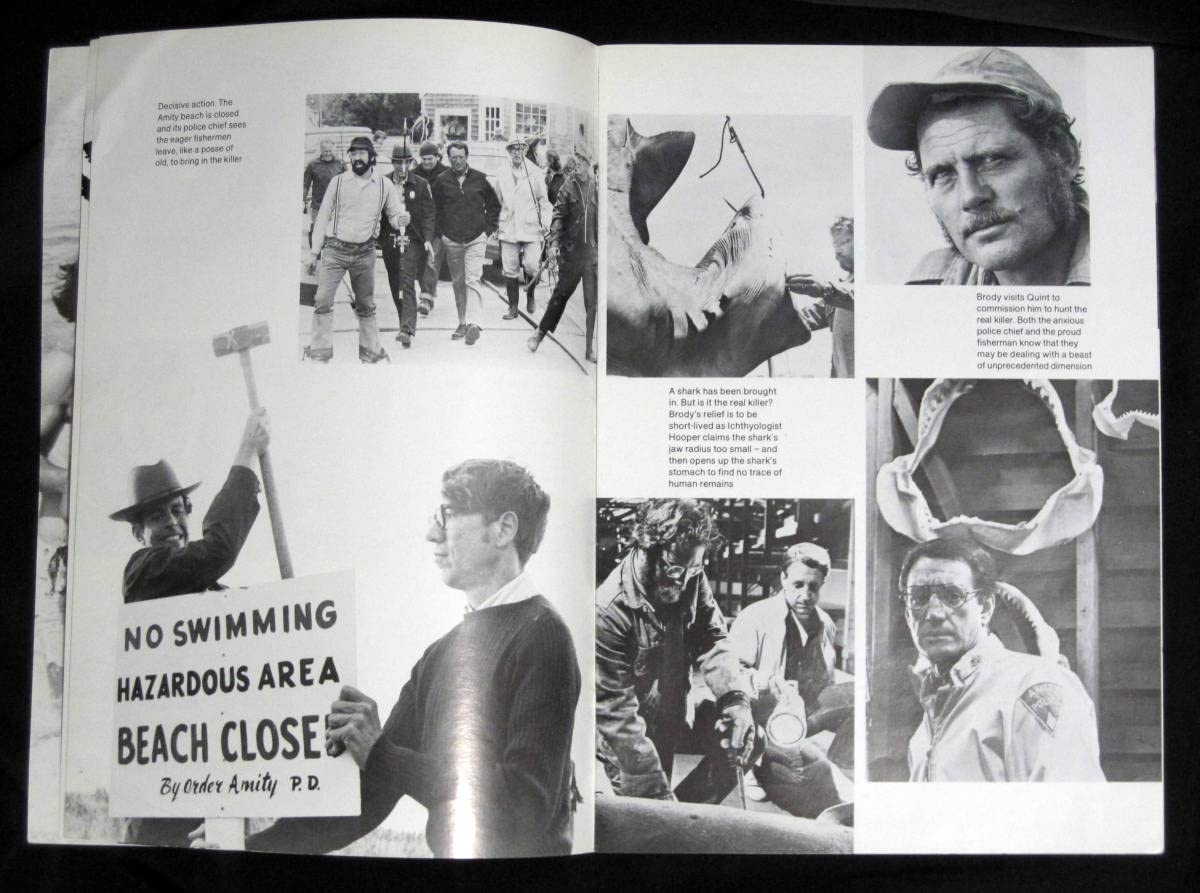 Decisive action. The
Amity beach is closed
and its police chief sees
the eager fishermen
leave, like a posse of
old, to bring in the killer
NO SWIMMING
HAZARDOUS AREA
BEACH CLOSED
By Order Amity P. D.
A shark has been brought
in. But is it the real killer?
Brody's relief is to be
short-lived as Ichthyologist
Hooper claims the shark's
jaw radius too small – and
then opens up the shark's
stomach to find no trace of
human remains
Brody visits Quint to
commission him to hunt the
real killer. Both the anxious
police chief and the proud
fisherman know that they
may be dealing with a beast
of unprecedented dimension